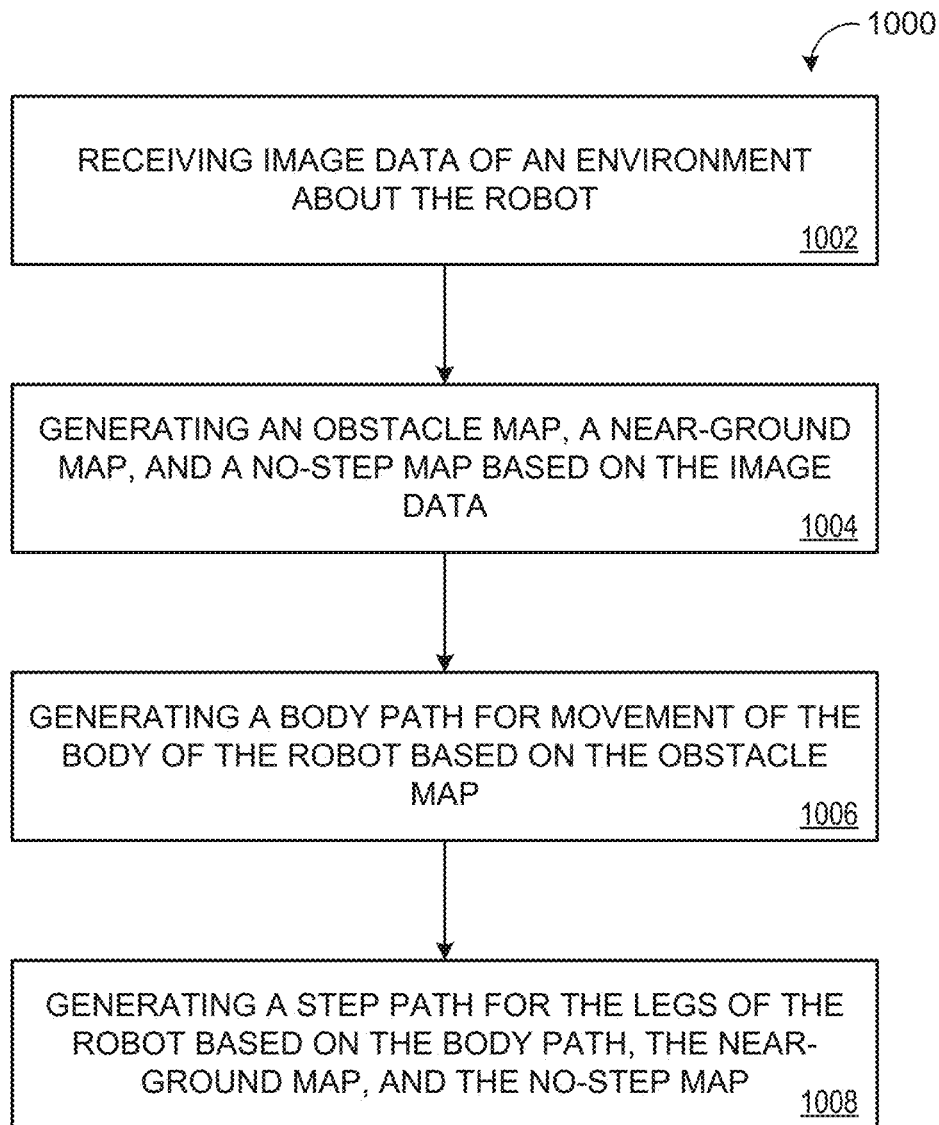 1000
RECEIVING IMAGE DATA OF AN ENVIRONMENT
ABOUT THE ROBOT
1002
GENERATING AN OBSTACLE MAP, A NEAR-GROUND
MAP, AND A NO-STEP MAP BASED ON THE IMAGE
DATA
1004
GENERATING A BODY PATH FOR MOVEMENT OF THE
BODY OF THE ROBOT BASED ON THE OBSTACLE
MAP
1006
GENERATING A STEP PATH FOR THE LEGS OF THE
ROBOT BASED ON THE BODY PATH, THE NEAR-
GROUND MAP, AND THE NO-STEP MAP
1008